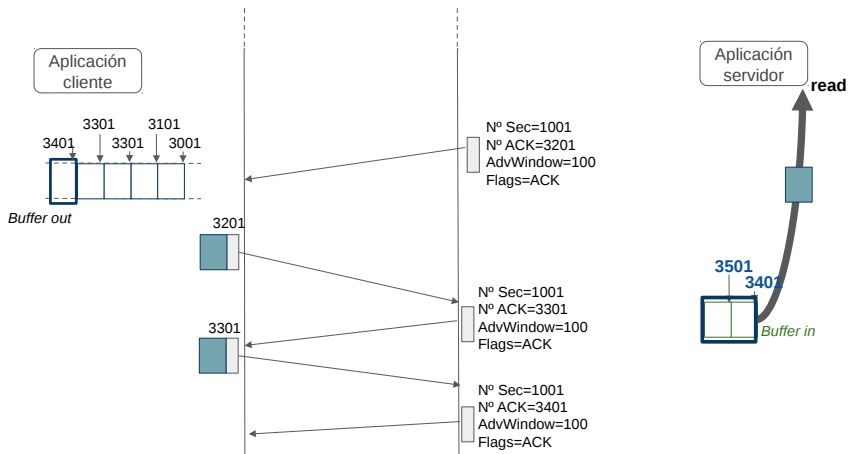 Aplicación
cliente
Aplicación
servidor
read
3301
3101
3401
3301
3001
Buffer out
Nº Sec=1001
Nº ACK=3201
AdvWindow=100
Flags=ACK
3201
3501
3401
Buffer in
Nº Sec=1001
Nº ACK=3301
AdvWindow=100
Flags=ACK
3301
Nº Sec=1001
Nº ACK=3401
AdvWindow=100
Flags=ACK